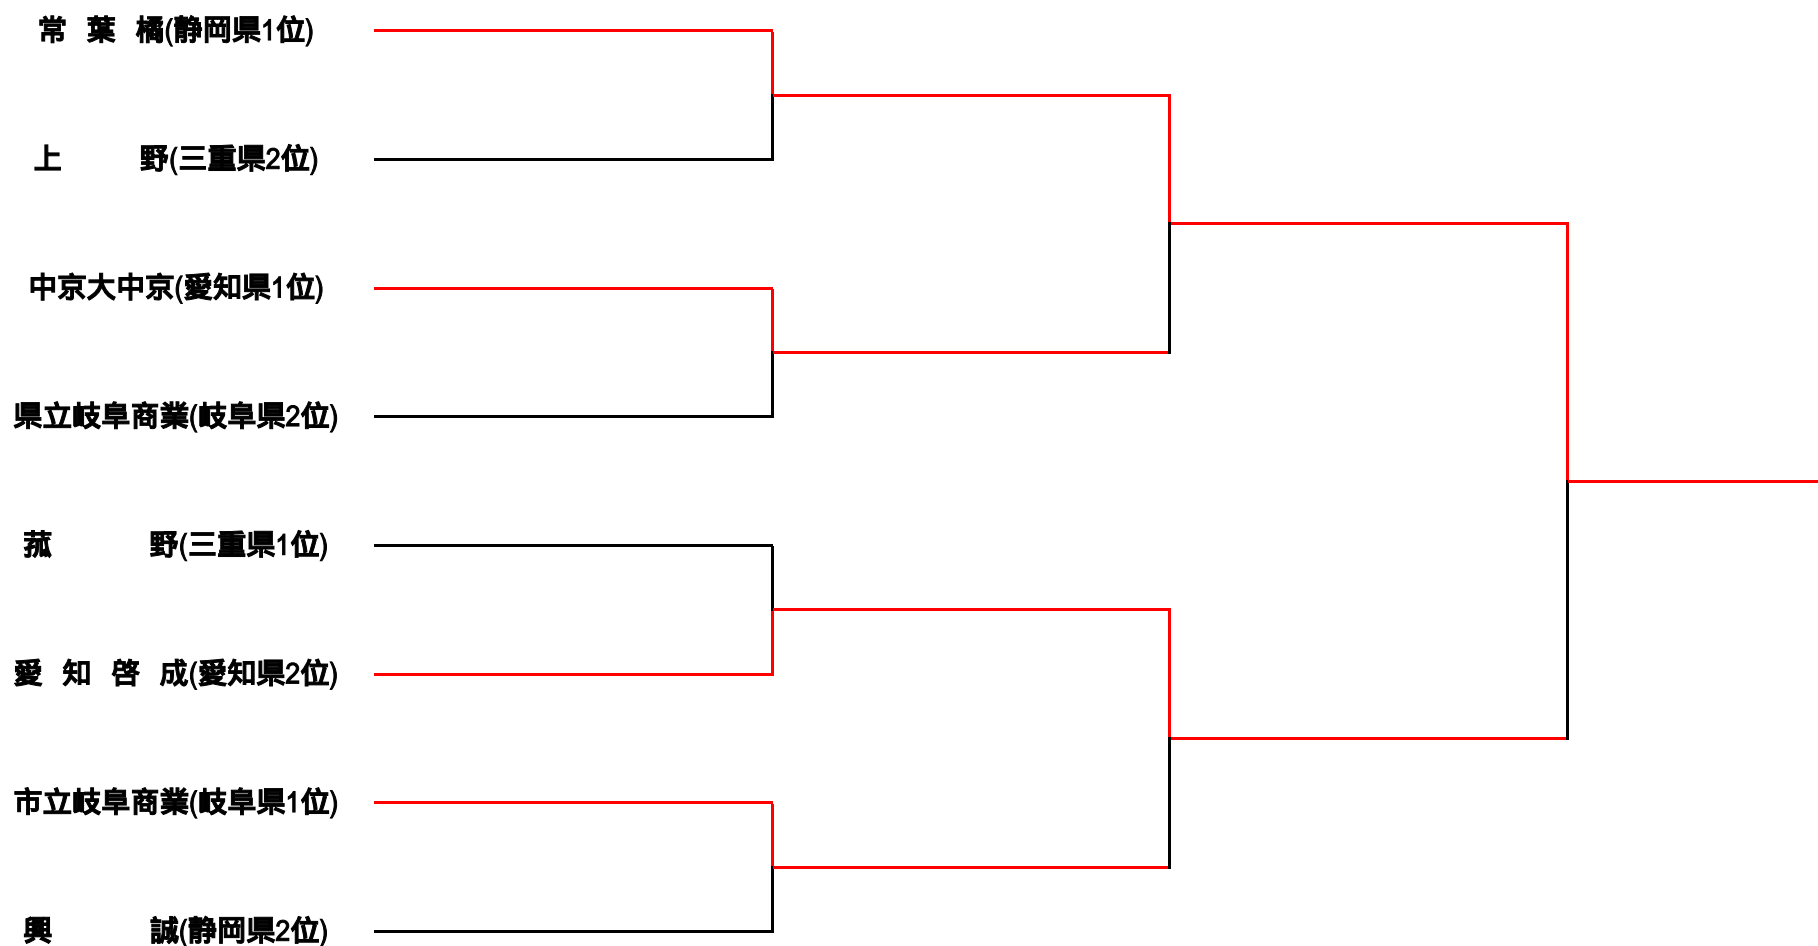 常 葉 橘(静岡県1位)
上 野(三重県2位)
中京大中京(愛知県1位)
県立岐阜商業(岐阜県2位)
菰 野(三重県1位)
愛 知 啓 成(愛知県2位)
市立岐阜商業(岐阜県1位)
興 誠(静岡県2位)